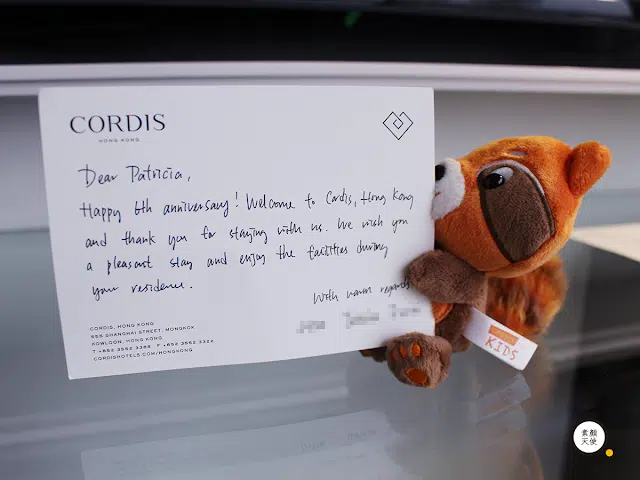 CORDIS
HONG KONG
Dear Patricia,
Happy 6th anniversary! Welcome to Cordis, Hong Kong
and thank you for staying with us. We wish you
a pleasant stay and enjoy the facilities during
your residence.
With warm regards
CORDIS, HONG KONG
555 SHANGHAI STREET, MONGKOK
KOWLOON, HONG KONG
T +852 3552 3388 F +852 3552 3322
CORDISHOTELS.COM/HONGKONG
KIDS
素顏
天使